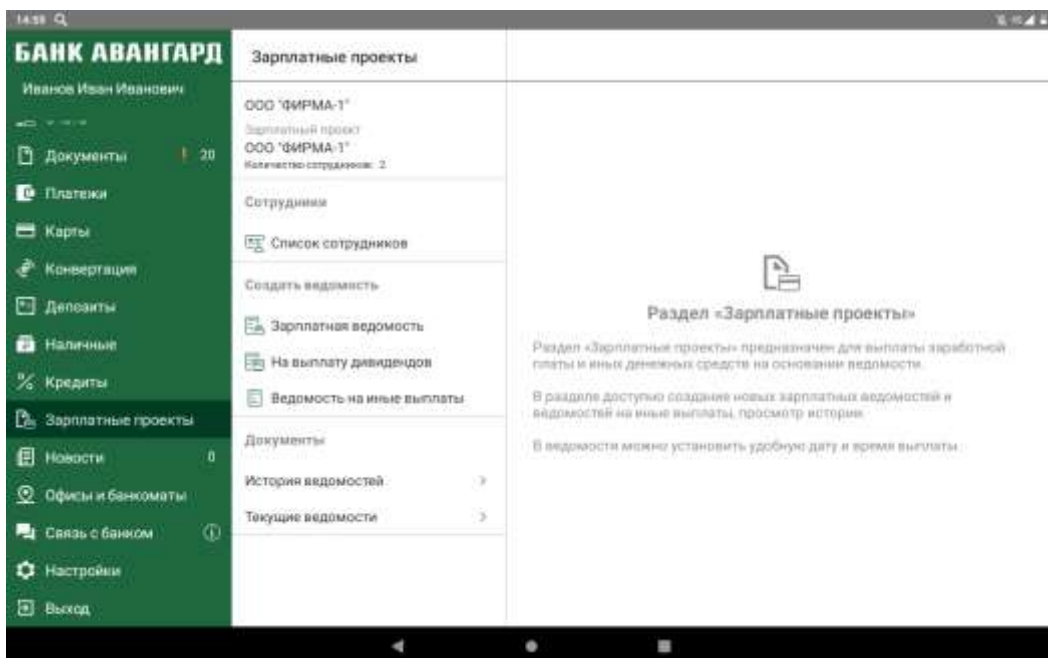 14:59
БАНК АВАНГАРД
Иванов Иван Иванович
Документы ! 20
Платежи
Карты
Конвертация
Депозиты
Наличные
Кредиты
Зарплатные проекты
Новости 0
Офисы и банкоматы
Связь с банком
Настройки
Выход
Зарплатные проекты
ООО "ФИРМА-1"
Зарплатный проект
ООО "ФИРМА-1"
Количество сотрудников: 2
Сотрудники
Список сотрудников
Создать ведомость
Зарплатная ведомость
На выплату дивидендов
Ведомость на иные выплаты
Документы
История ведомостей
Текущие ведомости
Раздел «Зарплатные проекты»
Раздел «Зарплатные проекты» предназначен для выплаты заработной
платы и иных денежных средств на основании ведомости.
В разделе доступно создание новых зарплатных ведомостей и
ведомостей на иные выплаты, просмотр истории.
В ведомости можно установить удобную дату и время выплаты.